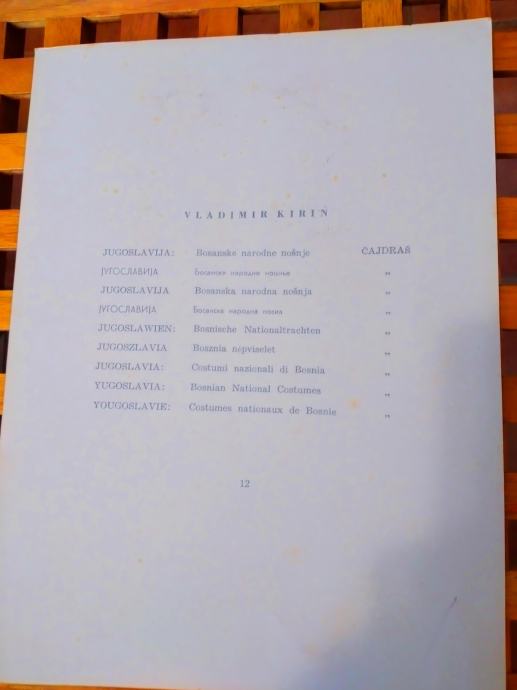 VLADIMIR KIRIN
JUGOSLAVIJA: Bosanske narodne nošnje ČAJDRAŠ
ЈУГОСЛАВИЈА Босанске народне ношње „
JUGOSLAVIJA Bosanska narodna nošnja „
ЈУГОСЛАВИЈА Босанска народна носиа „
JUGOSLAWIEN: Bosnische Nationaltrachten „
JUGOSZLAVIA Bosznia népviselet „
JUGOSLAVIA: Costumi nazionali di Bosnia „
YUGOSLAVIA: Bosnian National Costumes „
YOUGOSLAVIE: Costumes nationaux de Bosnie „
12